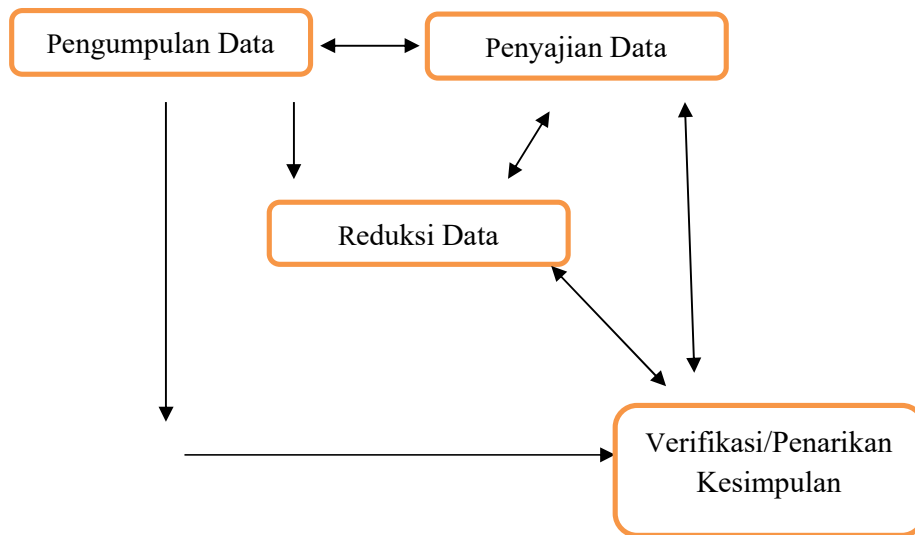 Pengumpulan Data
Penyajian Data
Reduksi Data
Verifikasi/Penarikan
Kesimpulan